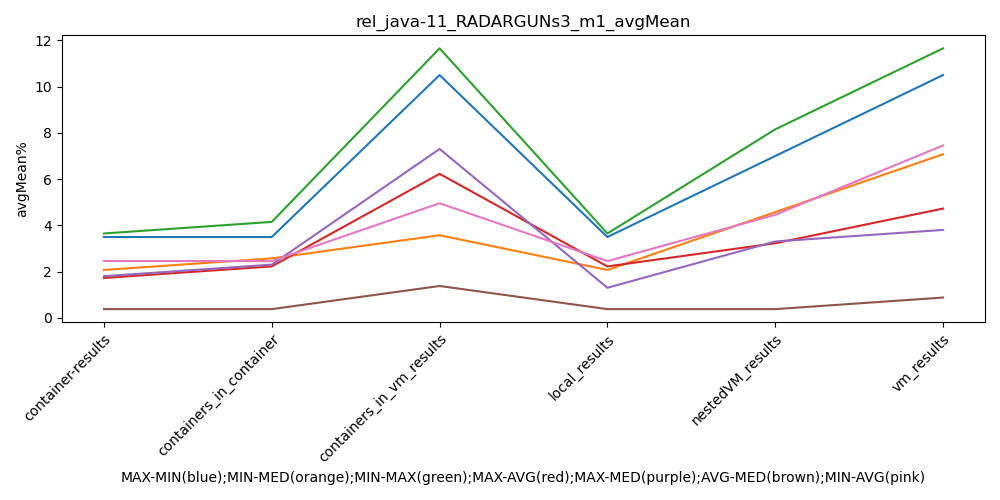 rel_java-11_RADARGUNs3_m1_avgMean
avgMean%
12
10
8
6
4
2
0
container-results
containers_in_container
containers_in_vm_results
local_results
nestedVM_results
vm_results
MAX-MIN(blue);MIN-MED(orange);MIN-MAX(green);MAX-AVG(red);MAX-MED(purple);AVG-MED(brown);MIN-AVG(pink)